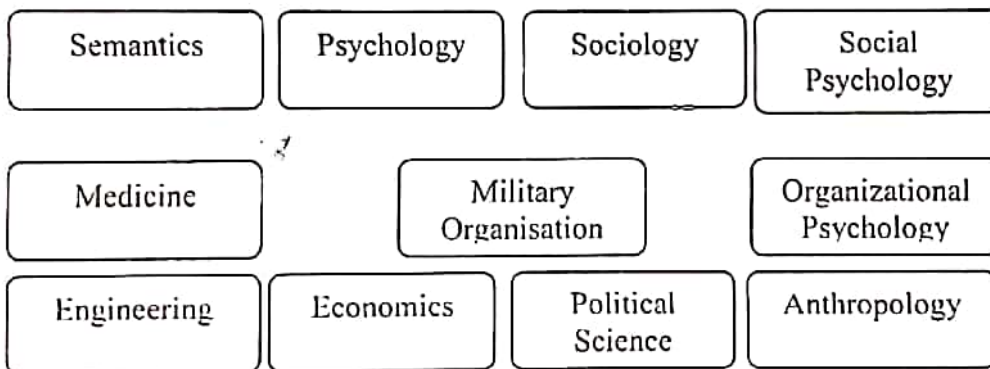 Semantics
Psychology
Sociology
Social
Psychology
Medicine
Military
Organisation
Organizational
Psychology
Engineering
Economics
Political
Science
Anthropology